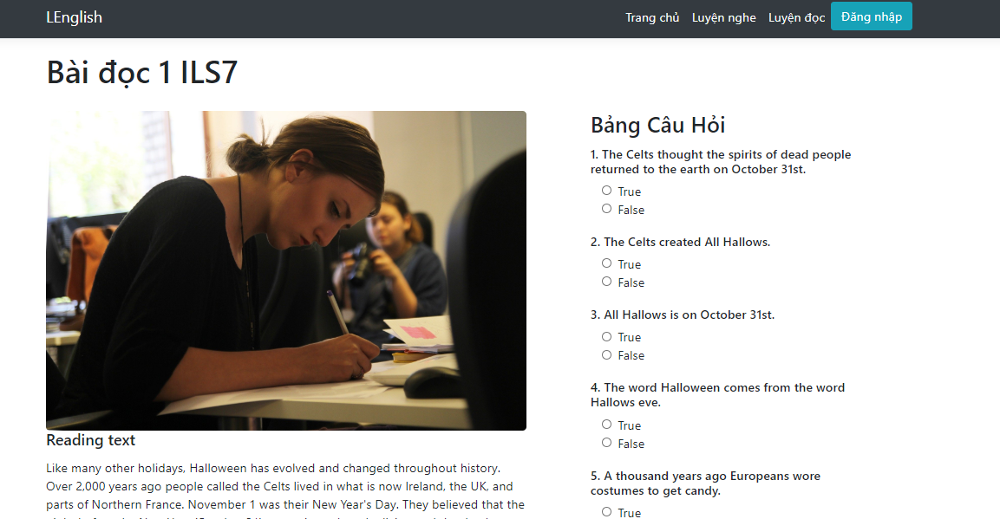 LEnglish
Trang chủ Luyện nghe Luyện đọc Đăng nhập
Bài đọc 1 ILS7
Reading text
Like many other holidays, Halloween has evolved and changed throughout history.
Over 2,000 years ago people called the Celts lived in what is now Ireland, the UK, and
parts of Northern France. November 1 was their New Year's Day. They believed that the
Bảng Câu Hỏi
1. The Celts thought the spirits of dead people
returned to the earth on October 31st.
True
False
2. The Celts created All Hallows.
True
False
3. All Hallows is on October 31st.
True
False
4. The word Halloween comes from the word
Hallows eve.
True
False
5. A thousand years ago Europeans wore
costumes to get candy.
True